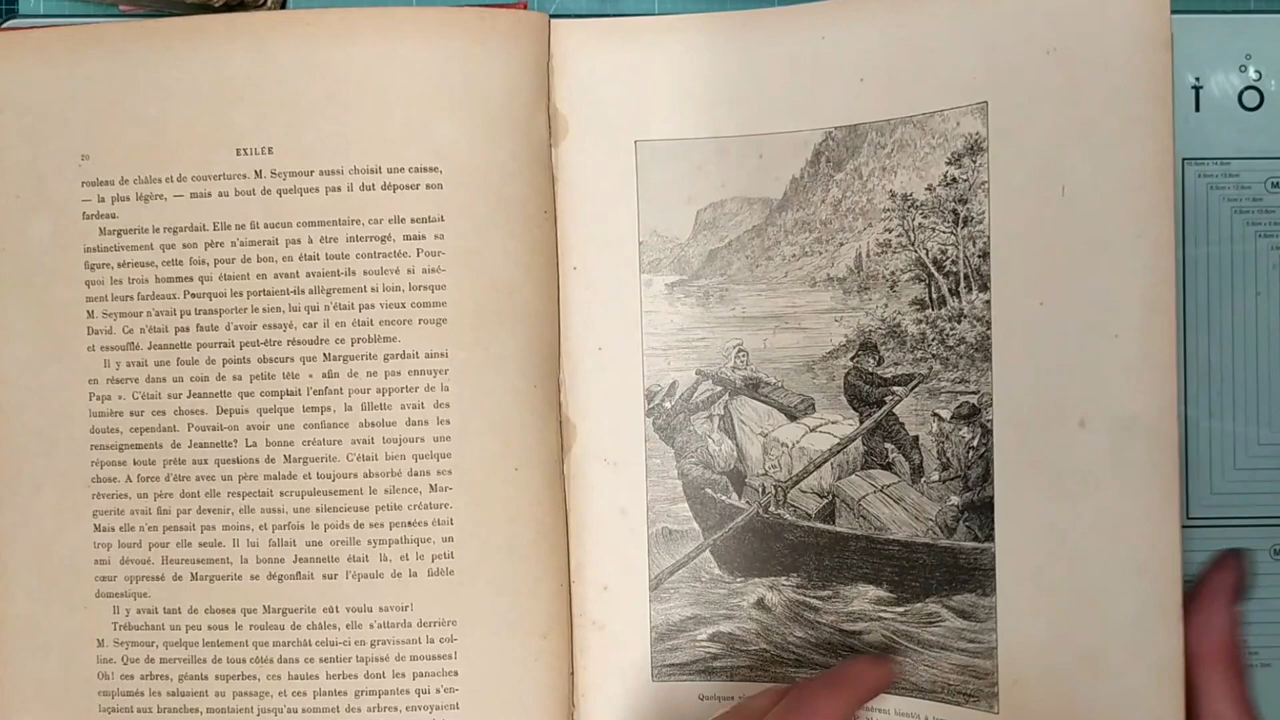 20
EXILÉE
rouleau de châles et de couvertures. M. Seymour aussi choisit une caisse,
— la plus légère, — mais au bout de quelques pas il dut déposer son
fardeau.
Marguerite le regardait. Elle ne fit aucun commentaire, car elle sentait
instinctivement que son père n'aimerait pas à être interrogé, mais sa
figure, sérieuse, cette fois, pour de bon, en était toute contractée. Pour-
quoi les trois hommes qui étaient en avant avaient-ils soulevé si aisé-
ment leurs fardeaux. Pourquoi les portaient-ils allègrement si loin, lorsque
M. Seymour n'avait pu transporter le sien, lui qui n'était pas vieux comme
David. Ce n'était pas faute d'avoir essayé, car il en était encore rouge
et essoufflé. Jeannette pourrait peut-être résoudre ce problème.
Il y avait une foule de points obscurs que Marguerite gardait ainsi
en réserve dans un coin de sa petite tête « afin de ne pas ennuyer
Papa ». C'était sur Jeannette que comptait l'enfant pour apporter de la
lumière sur ces choses. Depuis quelque temps, la fillette avait des
doutes, cependant. Pouvait-on avoir une confiance absolue dans les
renseignements de Jeannette? La bonne créature avait toujours une
réponse toute prête aux questions de Marguerite. C'était bien quelque
chose. A force d'être avec un père malade et toujours absorbé dans ses
rêveries, un père dont elle respectait scrupuleusement le silence, Mar-
guerite avait fini par devenir, elle aussi, une silencieuse petite créature.
Mais elle n'en pensait pas moins, et parfois le poids de ses pensées était
trop lourd pour elle seule. Il lui fallait une oreille sympathique, un
ami dévoué. Heureusement, la bonne Jeannette était là, et le petit
cœur oppressé de Marguerite se dégonflait sur l'épaule de la fidèle
domestique.
Il y avait tant de choses que Marguerite eût voulu savoir!
Trébuchant un peu sous le rouleau de châles, elle s'attarda derrière
M. Seymour, quelque lentement que marchât celui-ci en gravissant la col-
line. Que de merveilles de tous côtés dans ce sentier tapissé de mousses!
Oh! ces arbres, géants superbes, ces hautes herbes dont les panaches
emplumés les saluaient au passage, et ces plantes grimpantes qui s'en-
laçaient aux branches, montaient jusqu'au sommet des arbres, envoyaient
Quelques
bientôt à